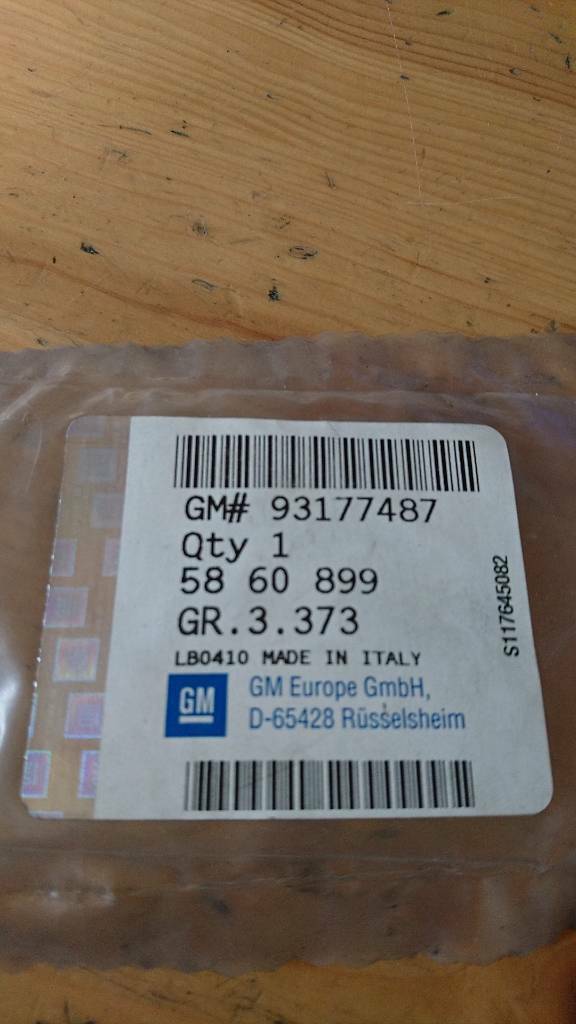 GM# 93177487
Qty 1
58 60 899
GR.3.373
LB0410 MADE IN ITALY
GM
GM Europe GmbH,
D-65428 Rüsselsheim
S117645082